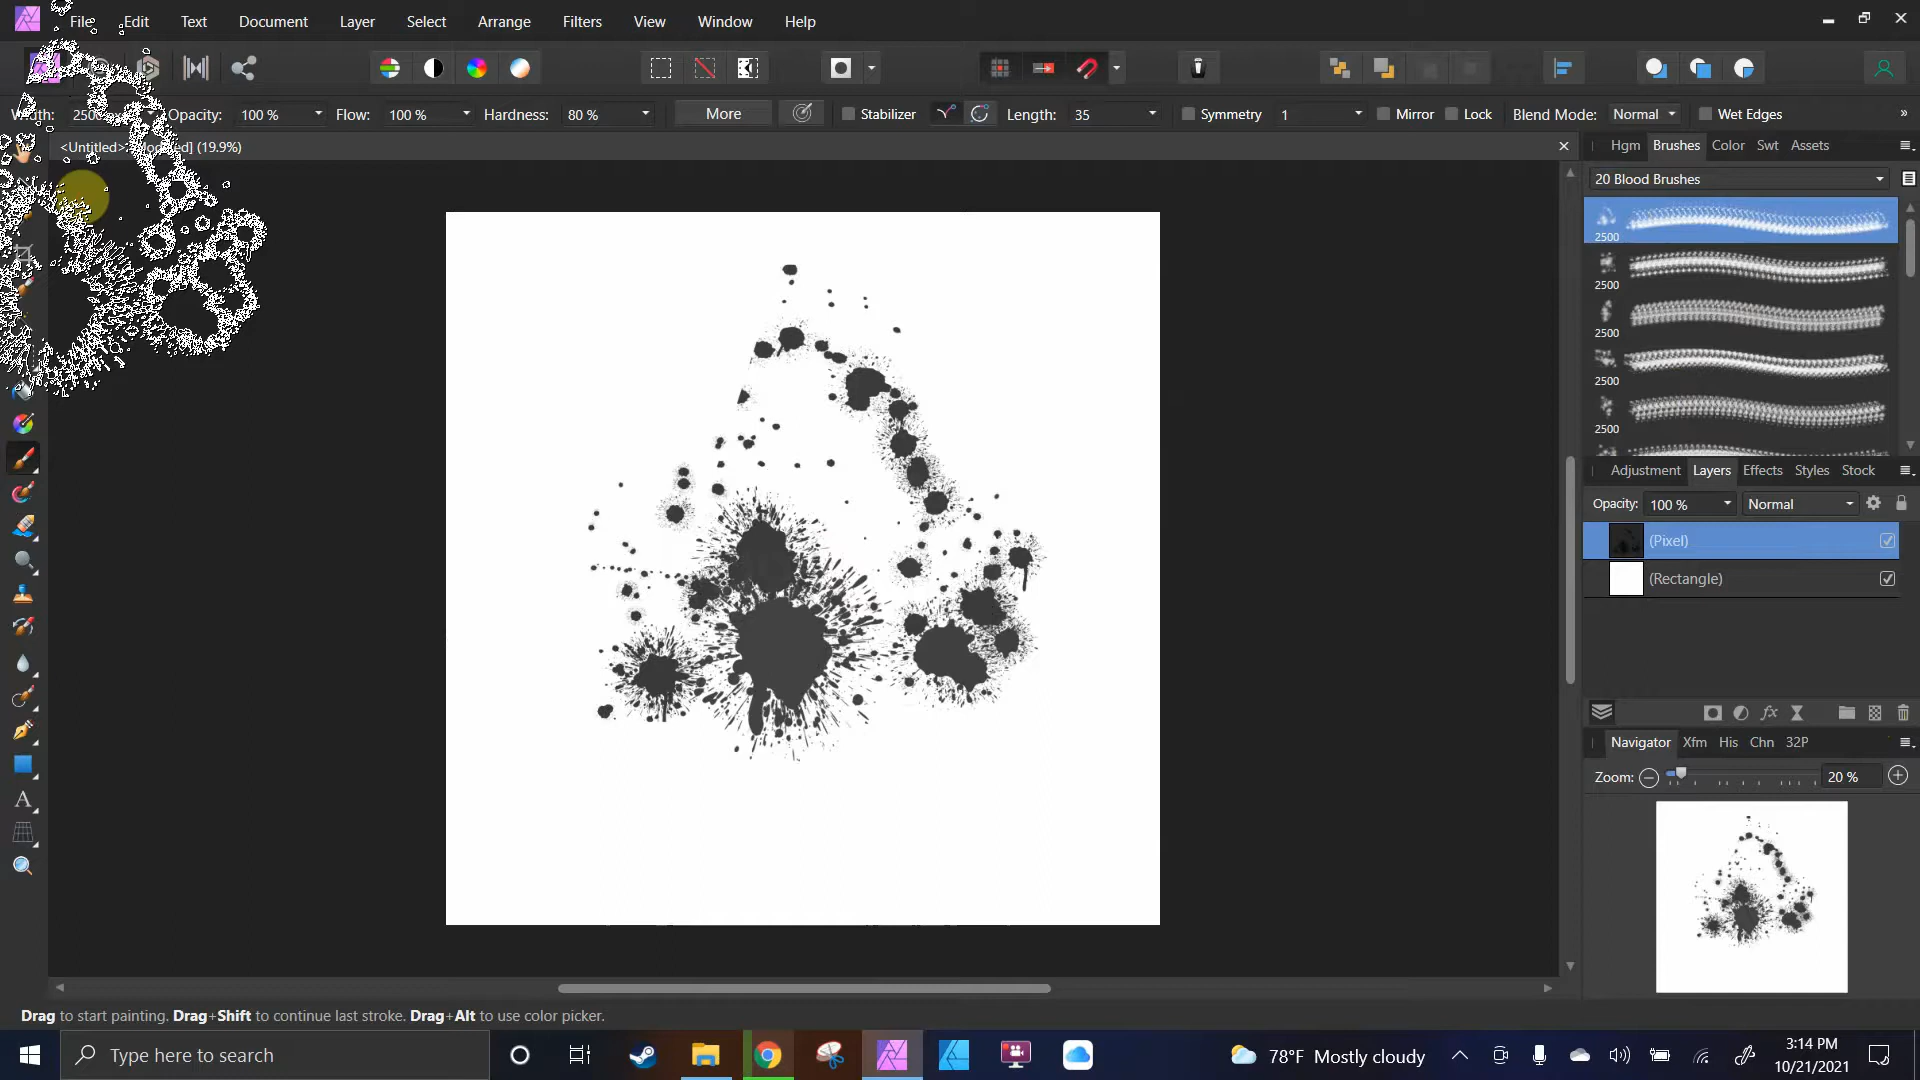 File Edit Text Document Layer Select Arrange Filters View Window Help
Width: 2500 Opacity: 100 % Flow: 100 % Hardness: 80 % More Stabilizer Length: 35 Symmetry 1 Mirror Lock Blend Mode: Normal Wet Edges »
<Untitled> (19.9%)
Hgm Brushes Color Swt Assets
20 Blood Brushes
2500
2500
2500
2500
2500
Adjustment Layers Effects Styles Stock
Opacity: 100 % Normal
(Pixel)
(Rectangle)
Navigator Xfm His Chn 32P
Zoom: 20 %
Drag to start painting. Drag+Shift to continue last stroke. Drag+Alt to use color picker.
Type here to search
78°F Mostly cloudy
3:14 PM
10/21/2021